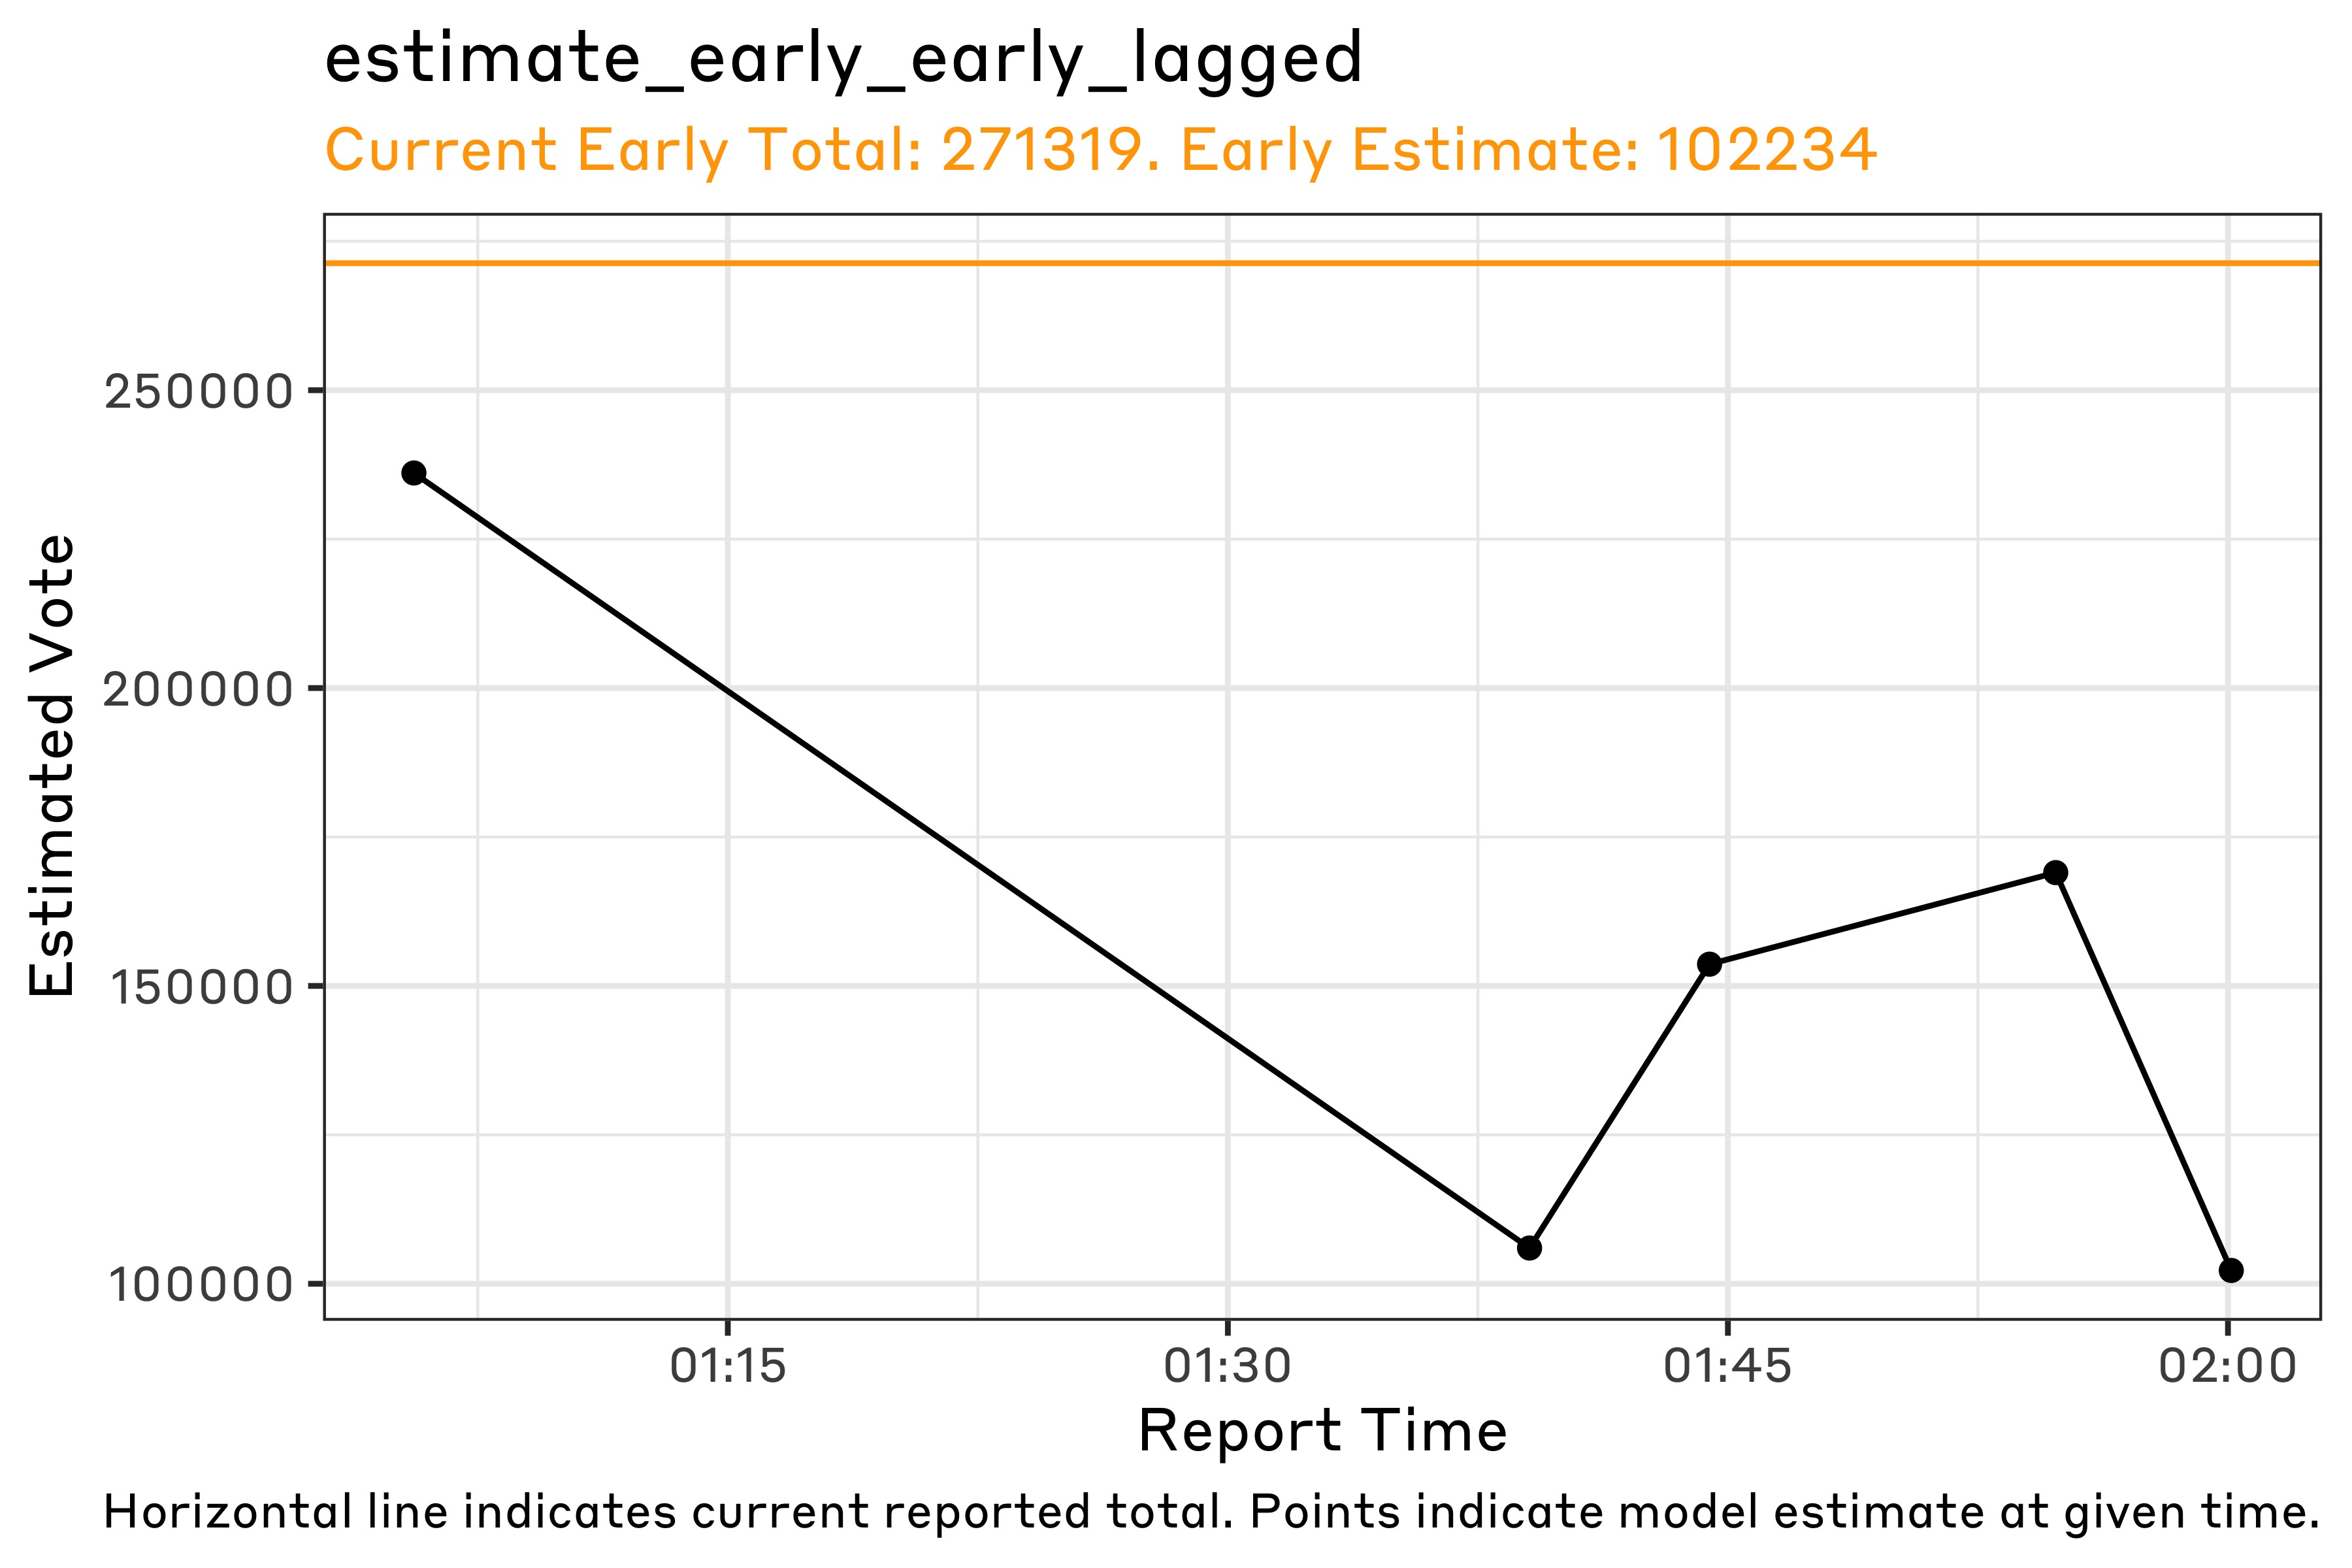 estimate_early_early_lagged
Current Early Total: 271319. Early Estimate: 102234
Estimated Vote
250000
200000
150000
100000
01:15 01:30 01:45 02:00
Report Time
Horizontal line indicates current reported total. Points indicate model estimate at given time.